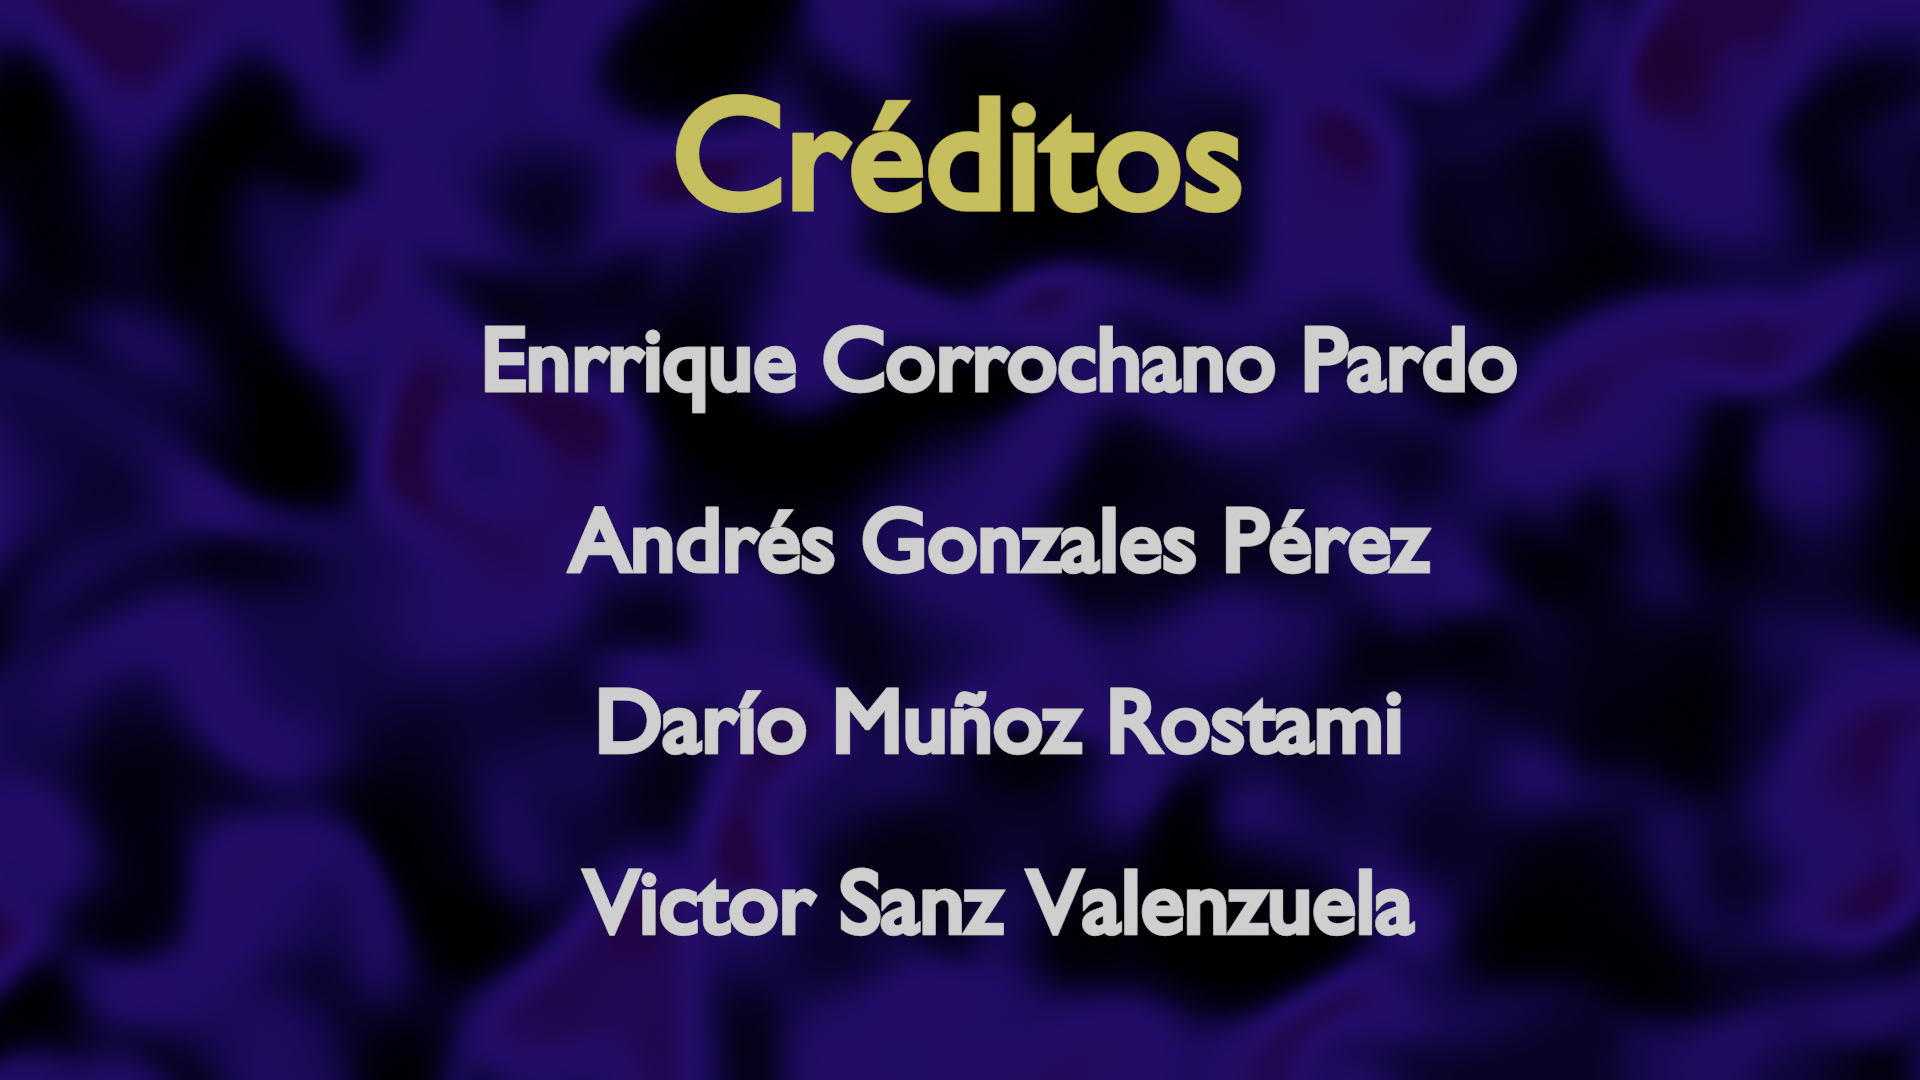 Créditos
Enrrique Corrochano Pardo
Andrés Gonzales Pérez
Darío Muñoz Rostami
Victor Sanz Valenzuela